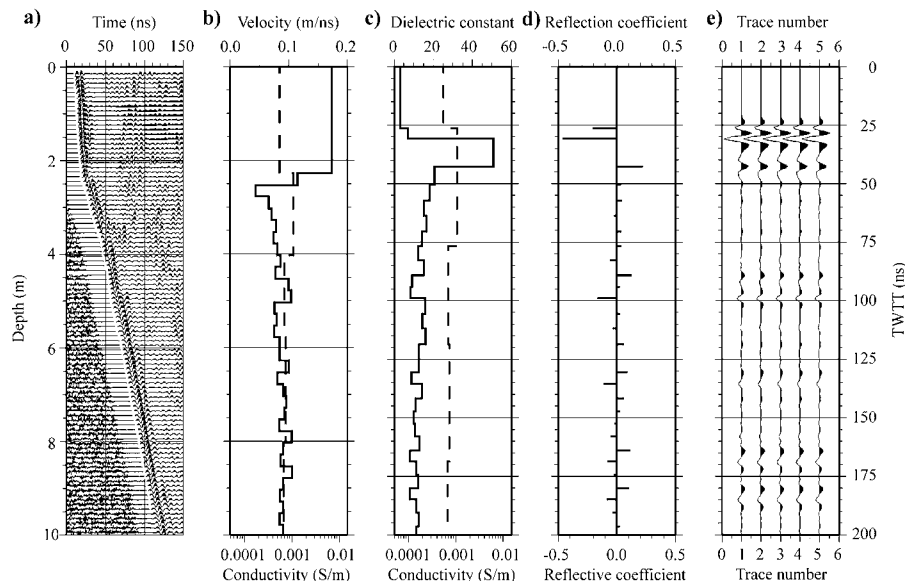 a) Time (ns) b) Velocity (m/ns) c) Dielectric constant d) Reflection coefficient e) Trace number
0 50 100 150 0.0 0.1 0.2 0 20 40 60 -0.5 0.0 0.5 0 1 2 3 4 5 6
0 0
25
2
50
4 75
Depth (m) 100 TWTT (ns)
6
125
150
8
175
10 200
0.0001 0.001 0.01 0.0001 0.001 0.01 -0.5 0.0 0.5 0 1 2 3 4 5 6
Conductivity (S/m) Conductivity (S/m) Reflective coefficient Trace number